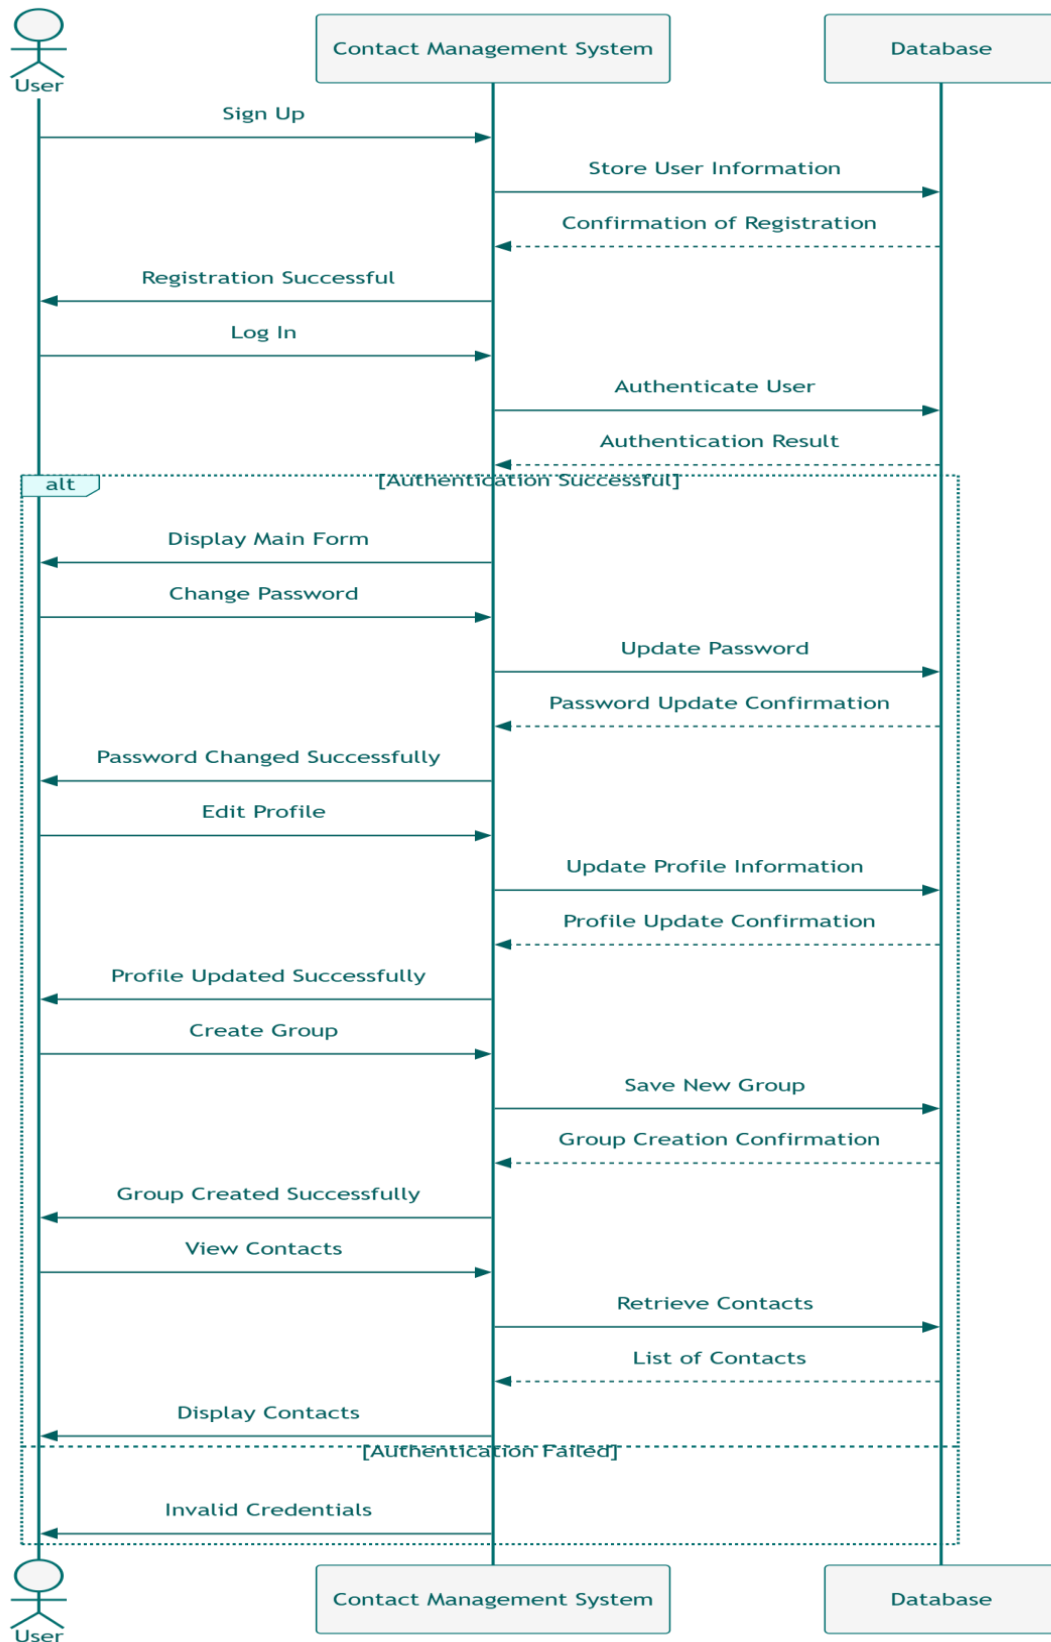 User
Contact Management System
Database
Sign Up
Store User Information
Confirmation of Registration
Registration Successful
Log In
Authenticate User
Authentication Result
alt
[Authentication Successful]
Display Main Form
Change Password
Update Password
Password Update Confirmation
Password Changed Successfully
Edit Profile
Update Profile Information
Profile Update Confirmation
Profile Updated Successfully
Create Group
Save New Group
Group Creation Confirmation
Group Created Successfully
View Contacts
Retrieve Contacts
List of Contacts
Display Contacts
[Authentication Failed]
Invalid Credentials
User
Contact Management System
Database